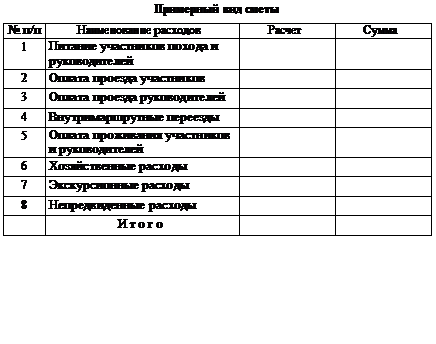 Примерный вид сметы
№ п/п Наименование расходов Расчет Сумма
1 Питание участников похода и
руководителей
2 Оплата проезда участников
3 Оплата проезда руководителей
4 Внутримаршрутные переезды
5 Оплата проживания участников
и руководителей
6 Хозяйственные расходы
7 Экскурсионные расходы
8 Непредвиденные расходы
И т о г о